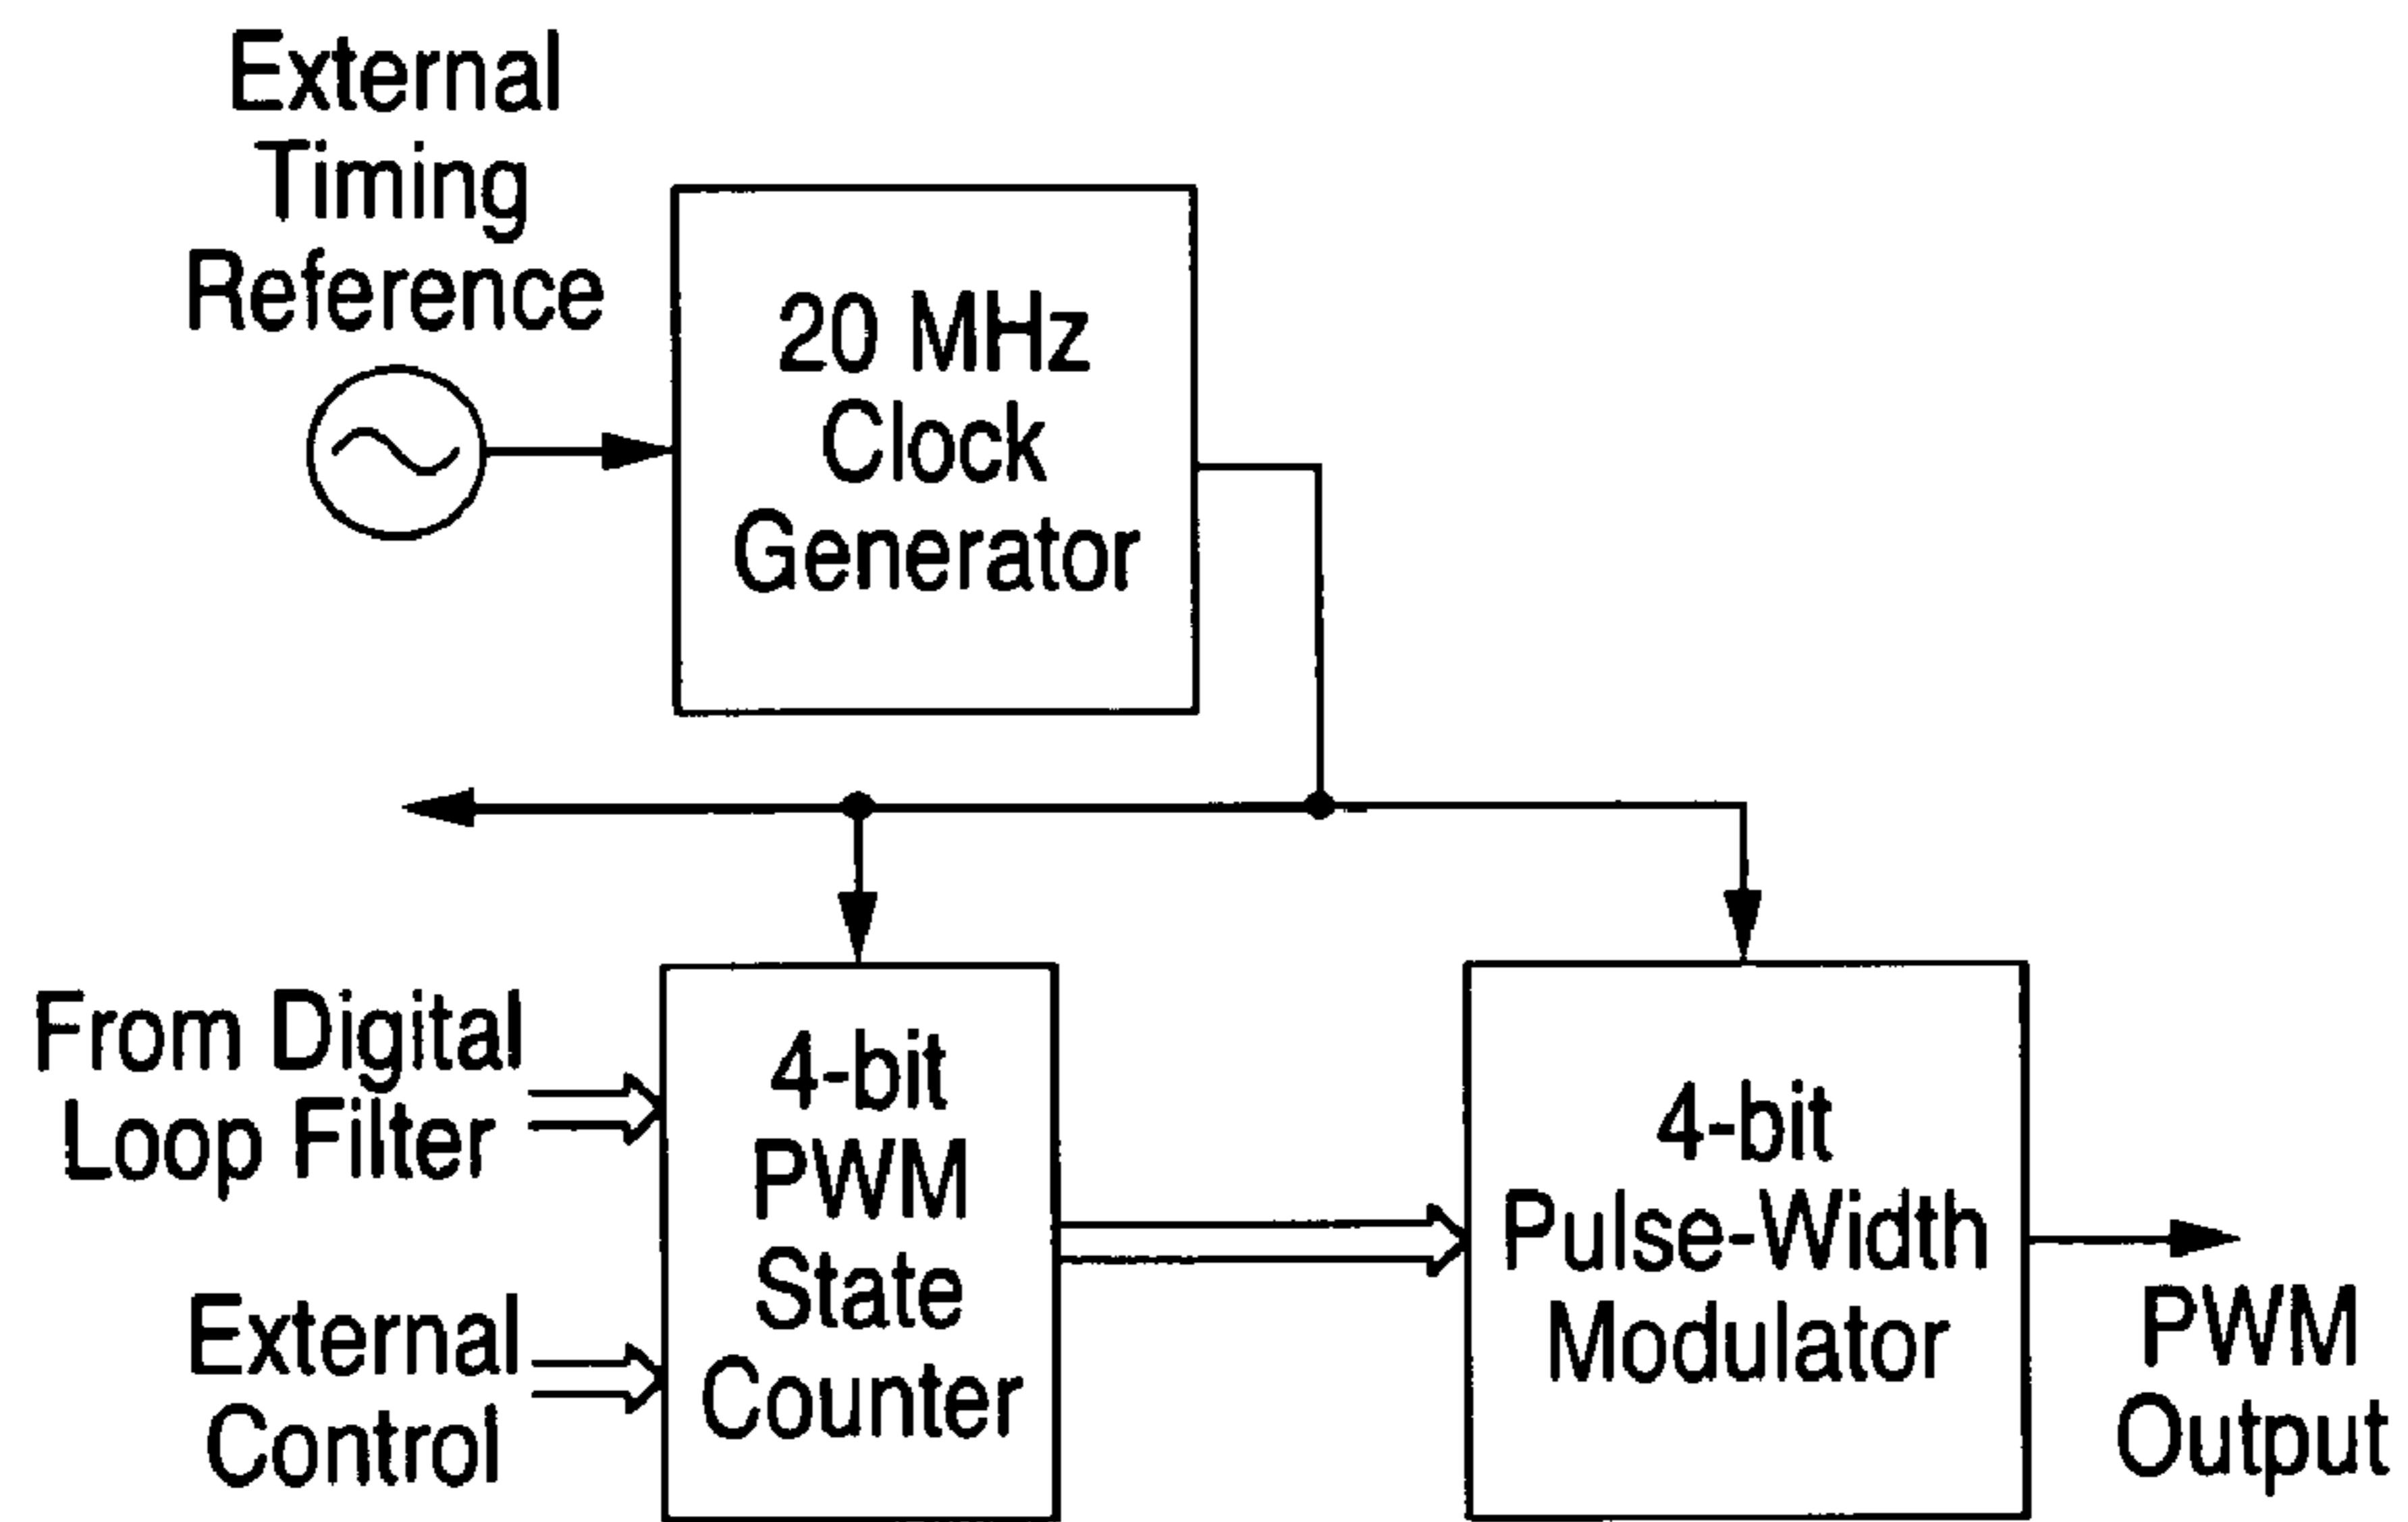 External
Timing
Reference
20 MHz
Clock
Generator
From Digital
Loop Filter
External
Control
4-bit
PWM
State
Counter
4-bit
Pulse-Width
Modulator
PWM
Output